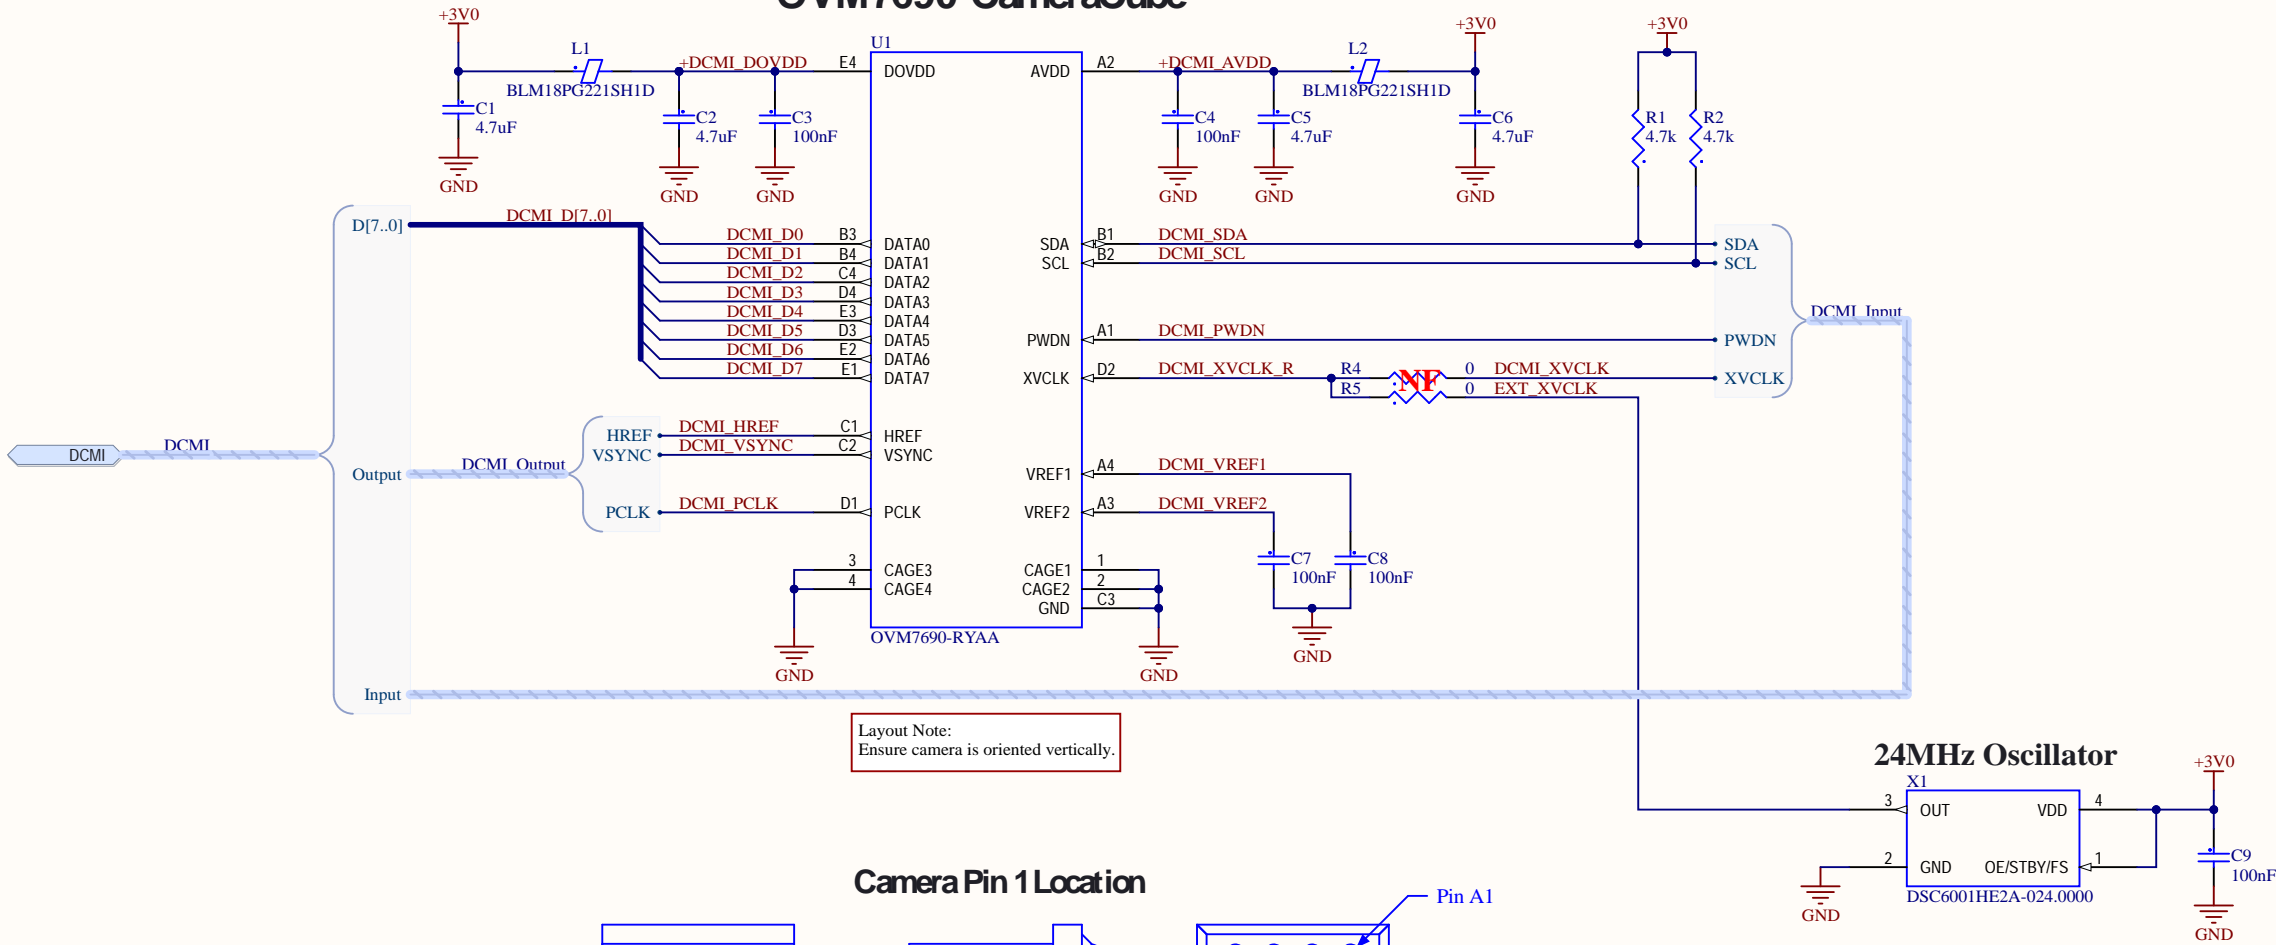 OVM7690 CameraCube
+3V0
+3V0
+3V0
L1
BLM18PG221SH1D
+DCMI_DOVDD
E4
U1
DOVDD
AVDD
A2
+DCMI_AVDD
L2
BLM18PG221SH1D
C1
4.7uF
C2
4.7uF
C3
100nF
C4
100nF
C5
4.7uF
C6
4.7uF
R1
4.7k
R2
4.7k
GND
GND
GND
GND
GND
GND
D[7..0]
DCMI_D[7..0]
DCMI_D0 B3 DATA0
DCMI_D1 B4 DATA1
DCMI_D2 C4 DATA2
DCMI_D3 D4 DATA3
DCMI_D4 E3 DATA4
DCMI_D5 D3 DATA5
DCMI_D6 E2 DATA6
DCMI_D7 E1 DATA7
SDA B1 DCMI_SDA SDA
SCL B2 DCMI_SCL SCL
PWDN A1 DCMI_PWDN PWDN
XVCLK D2 DCMI_XVCLK_R R4 0 DCMI_XVCLK XVCLK
NF
R5 0 EXT_XVCLK
DCMI_Input
DCMI
DCMI
Output
DCMI_Output
HREF DCMI_HREF C1 HREF
VSYNC DCMI_VSYNC C2 VSYNC
PCLK DCMI_PCLK D1 PCLK
VREF1 A4 DCMI_VREF1
VREF2 A3 DCMI_VREF2
C7
100nF
C8
100nF
GND
3 CAGE3
4 CAGE4
CAGE1 1
CAGE2 2
GND C3
OVM7690-RYAA
GND
GND
Input
Layout Note:
Ensure camera is oriented vertically.
24MHz Oscillator
X1
+3V0
3 OUT VDD 4
2 GND OE/STBY/FS 1
DSC6001HE2A-024.0000
GND
C9
100nF
GND
Camera Pin 1 Location
Pin A1